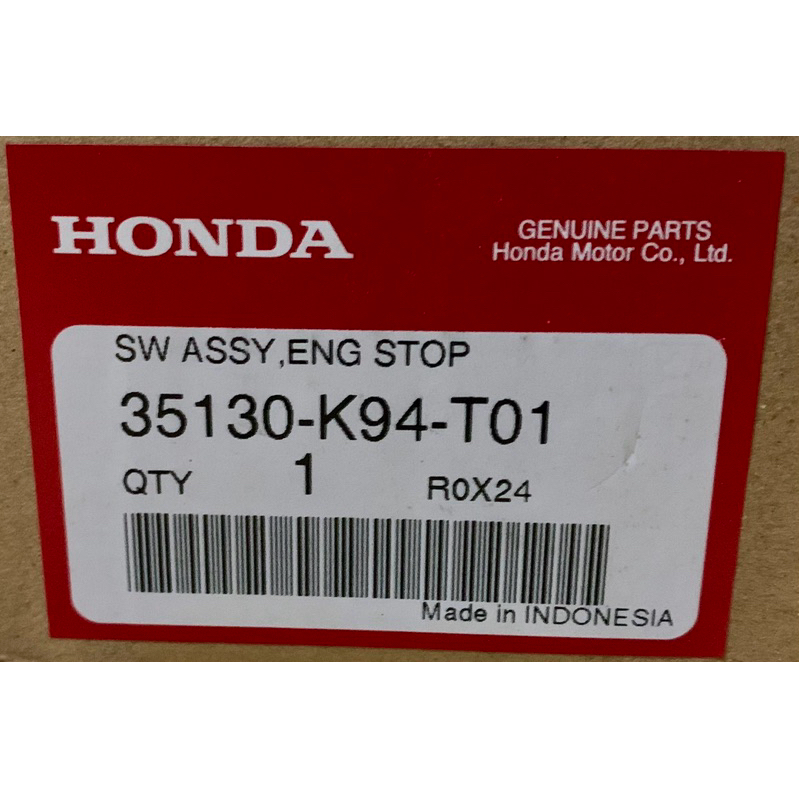 HONDA
GENUINE PARTS
Honda Motor Co., Ltd.
SW ASSY,ENG STOP
35130-K94-T01
QTY 1 R0X24
Made in INDONESIA